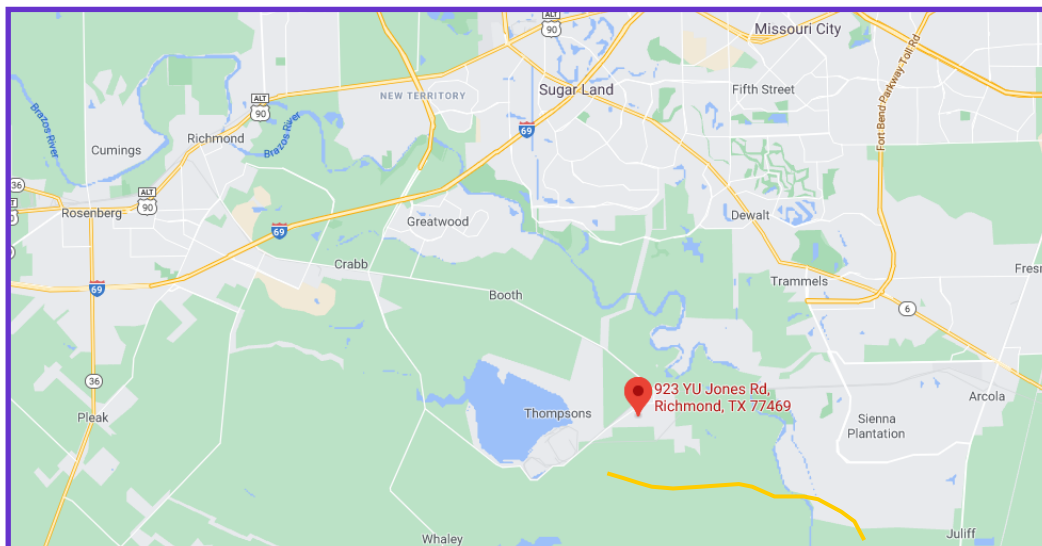 90
Missouri City
Fort Bend Parkway Toll Rd
Sugar Land
Fifth Street
NEW TERRITORY
ALT
90
Brazos River
Brazos River
69
Richmond
Cumings
36
ALT
90
ALT
Rosenberg
Greatwood
Dewalt
69
Crabb
Fresn
Booth
Trammels
69
6
36
923 YU Jones Rd,
Richmond, TX 77469
Arcola
Pleak
Thompsons
Sienna
Plantation
Whaley
Juliff